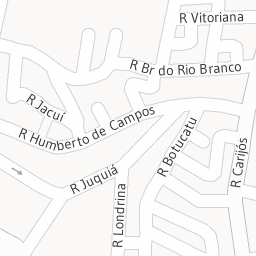 R Vitoriana
R Br do Rio Branco
R Jacuí
R Humberto de Campos
R Botucatu
R Carijós
R Juquiá
R Londrina